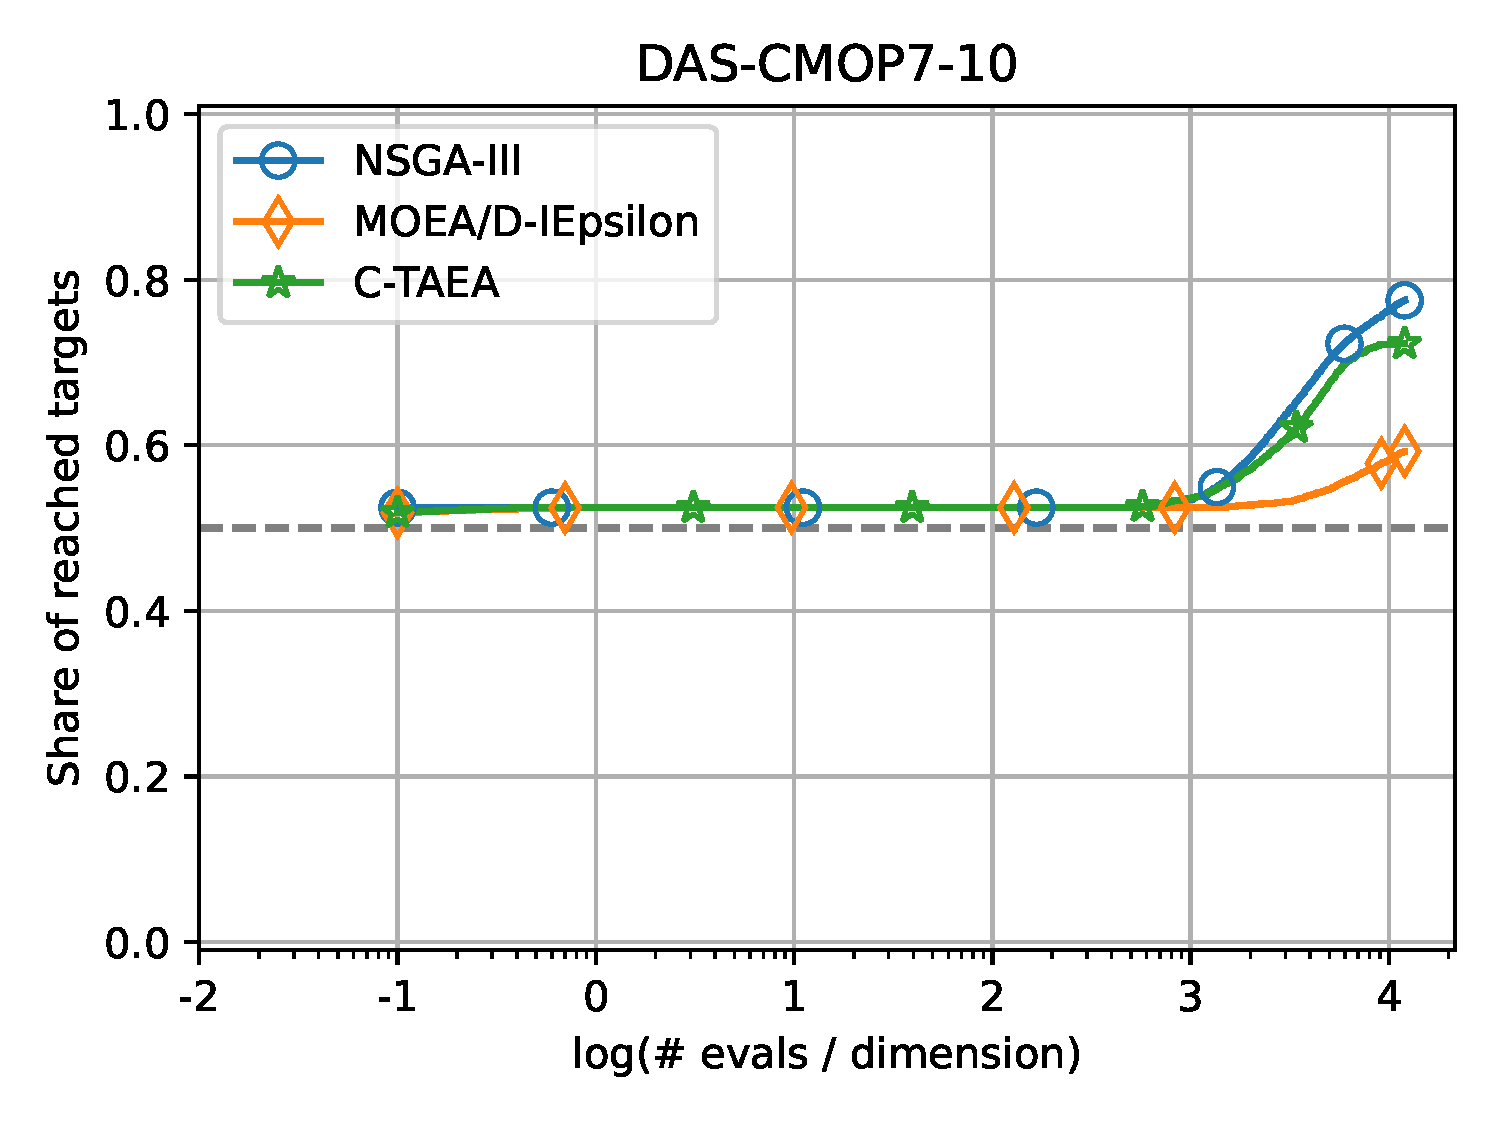 DAS-CMOP7-10
1.0
0.8
0.6
0.4
0.2
0.0
Share of reached targets
NSGA-III
MOEA/D-IEpsilon
C-TAEA
-2 -1 0 1 2 3 4
log(# evals / dimension)